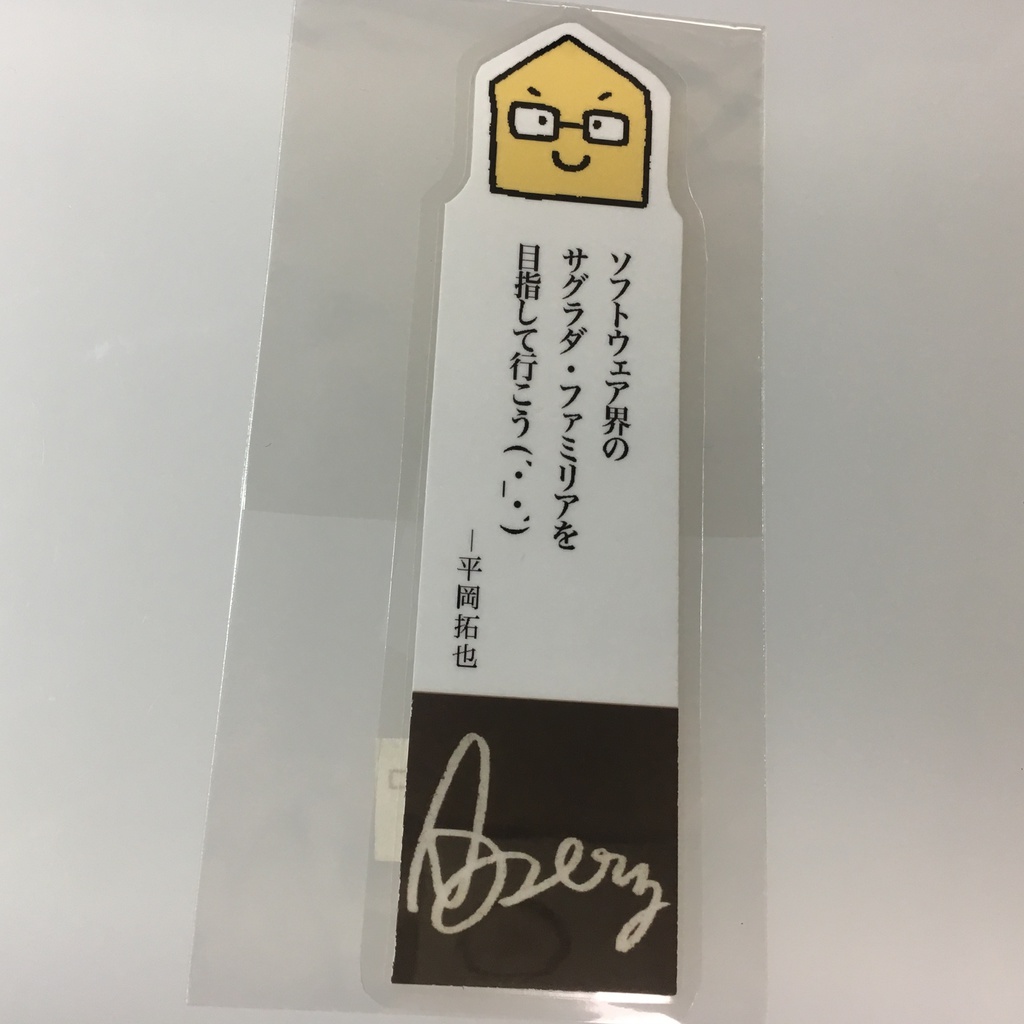 ソフトウェア界の
サグラダ・ファミリアを
目指して行こう(`･_･´)
―平岡拓也